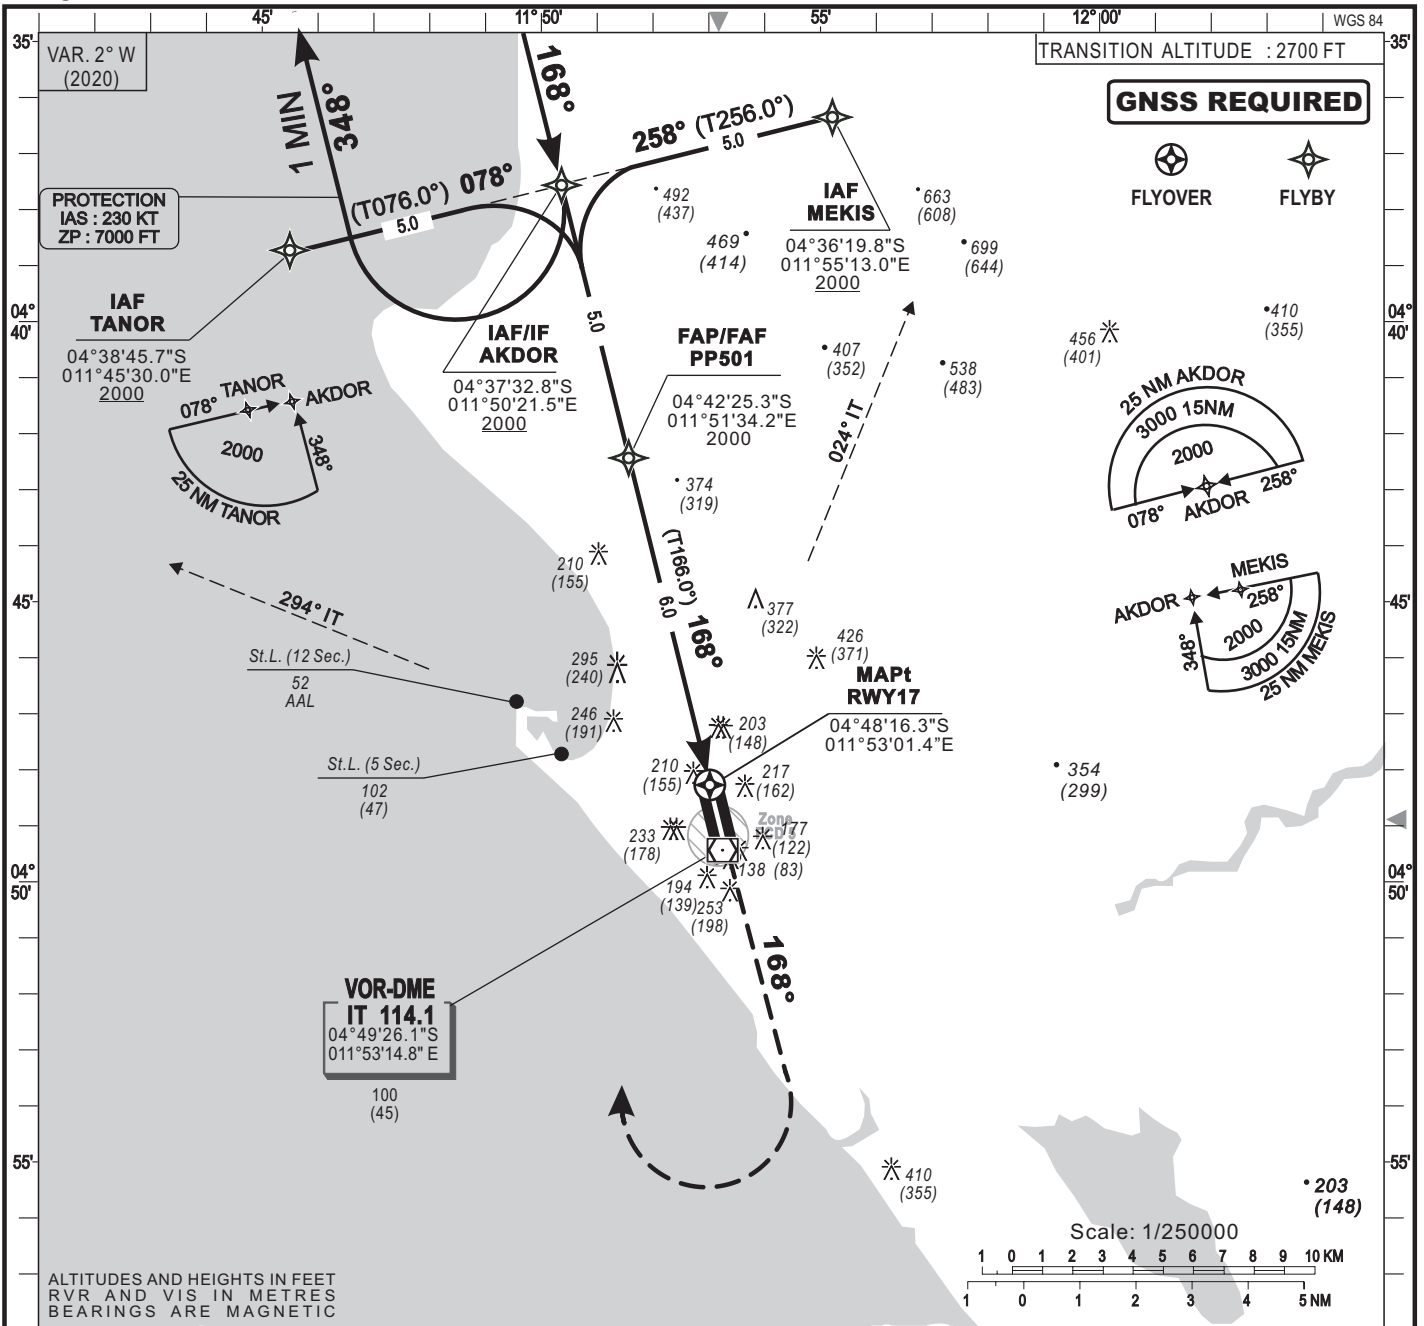 45'
11°50'
55'
12°00'
WGS 84
35'
35'
VAR. 2° W
(2020)
TRANSITION ALTITUDE : 2700 FT
GNSS REQUIRED
FLYOVER
FLYBY
1 MIN
348°
168°
258° (T256.0°)
5.0
(T076.0°) 078°
5.0
PROTECTION
IAS : 230 KT
ZP : 7000 FT
IAF
MEKIS
04°36'19.8"S
011°55'13.0"E
2000
492
(437)
469
(414)
663
(608)
699
(644)
410
(355)
456
(401)
407
(352)
538
(483)
04°
40'
04°
40'
IAF
TANOR
04°38'45.7"S
011°45'30.0"E
2000
IAF/IF
AKDOR
04°37'32.8"S
011°50'21.5"E
2000
5.0
FAP/FAF
PP501
04°42'25.3"S
011°51'34.2"E
2000
024° IT
078° TANOR
AKDOR
2000
348°
25 NM TANOR
25 NM AKDOR
3000 15NM
2000
078°
AKDOR
258°
374
(319)
(T166.0°) 168°
6.0
210
(155)
294° IT
45'
45'
377
(322)
426
(371)
MEKIS
AKDOR
258°
348°
2000
3000 15NM
25 NM MEKIS
St.L. (12 Sec.)
52
AAL
295
(240)
246
(191)
MAPt
RWY17
04°48'16.3"S
011°53'01.4"E
203
(148)
St.L. (5 Sec.)
102
(47)
210
(155)
217
(162)
354
(299)
Zone
177
(122)
233
(178)
138 (83)
194
(139)
253
(198)
04°
50'
04°
50'
168°
VOR-DME
IT 114.1
04°49'26.1"S
011°53'14.8" E
100
(45)
55'
55'
410
(355)
203
(148)
Scale: 1/250000
1 0 1 2 3 4 5 6 7 8 9 10 KM
1 0 1 2 3 4 5 NM
ALTITUDES AND HEIGHTS IN FEET
RVR AND VIS IN METRES
BEARINGS ARE MAGNETIC